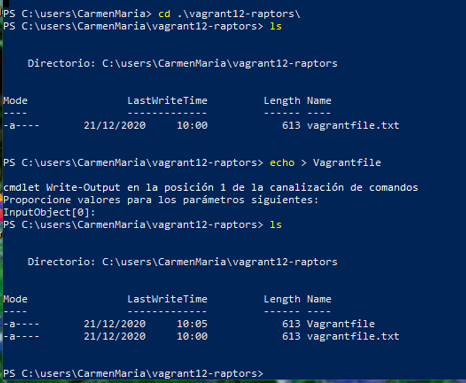 PS C:\users\CarmenMaria> cd .\vagrant12-raptors\
PS C:\users\CarmenMaria\vagrant12-raptors> ls
Directorio: C:\users\CarmenMaria\vagrant12-raptors
Mode LastWriteTime Length Name
---- ------------- ------ ----
-a---- 21/12/2020 10:00 613 vagrantfile.txt
PS C:\users\CarmenMaria\vagrant12-raptors> echo > Vagrantfile
cmdlet Write-Output en la posición 1 de la canalización de comandos
Proporcione valores para los parámetros siguientes:
InputObject[0]:
PS C:\users\CarmenMaria\vagrant12-raptors> ls
Directorio: C:\users\CarmenMaria\vagrant12-raptors
Mode LastWriteTime Length Name
---- ------------- ------ ----
-a---- 21/12/2020 10:05 613 Vagrantfile
-a---- 21/12/2020 10:00 613 vagrantfile.txt
PS C:\users\CarmenMaria\vagrant12-raptors>